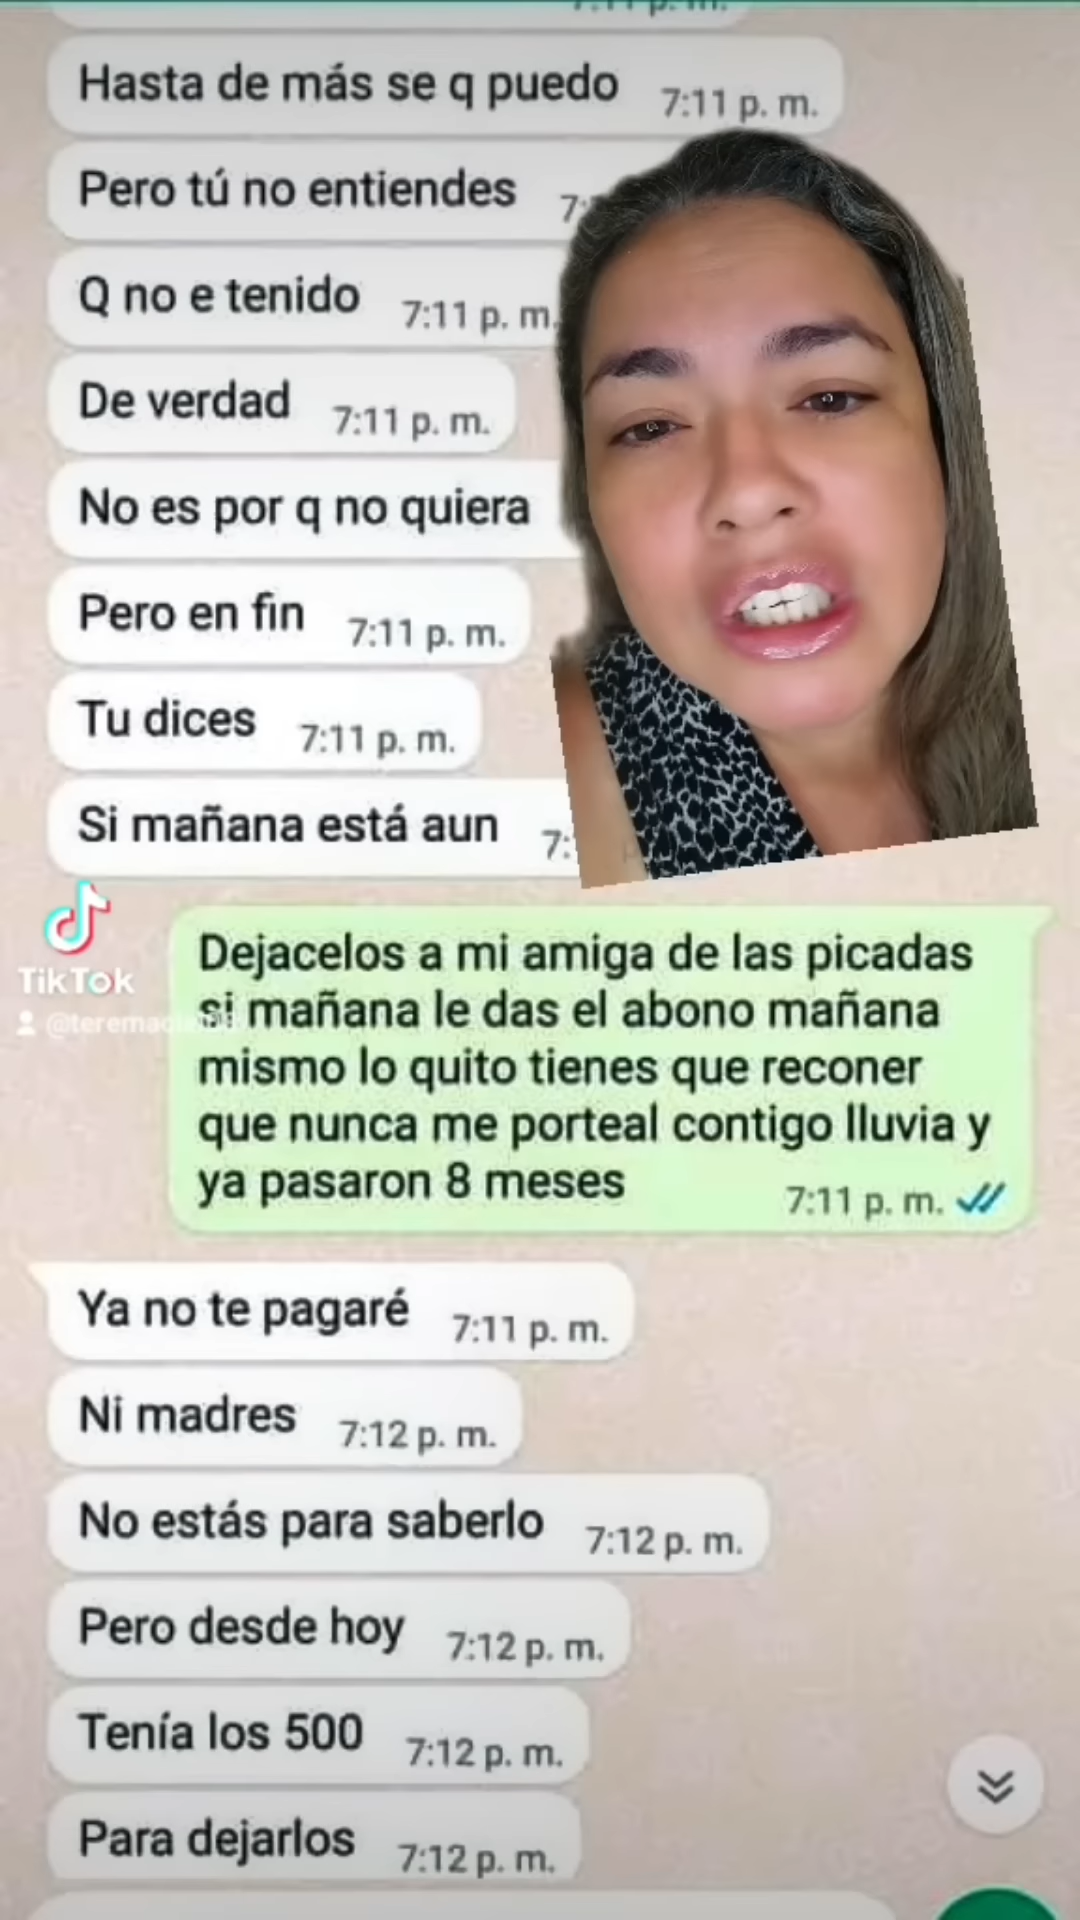 Hasta de más se q puedo 7:11 p. m.
Pero tú no entiendes
Q no e tenido 7:11 p. m.
De verdad 7:11 p. m.
No es por q no quiera
Pero en fin 7:11 p. m.
Tu dices 7:11 p. m.
Si mañana está aun
TikTok
Dejacelos a mi amiga de las picadas
si mañana le das el abono mañana
mismo lo quito tienes que reconer
que nunca me porteal contigo lluvia y
ya pasaron 8 meses 7:11 p. m.
Ya no te pagaré 7:11 p. m.
Ni madres 7:12 p. m.
No estás para saberlo 7:12 p. m.
Pero desde hoy 7:12 p. m.
Tenía los 500 7:12 p. m.
Para dejarlos 7:12 p. m.